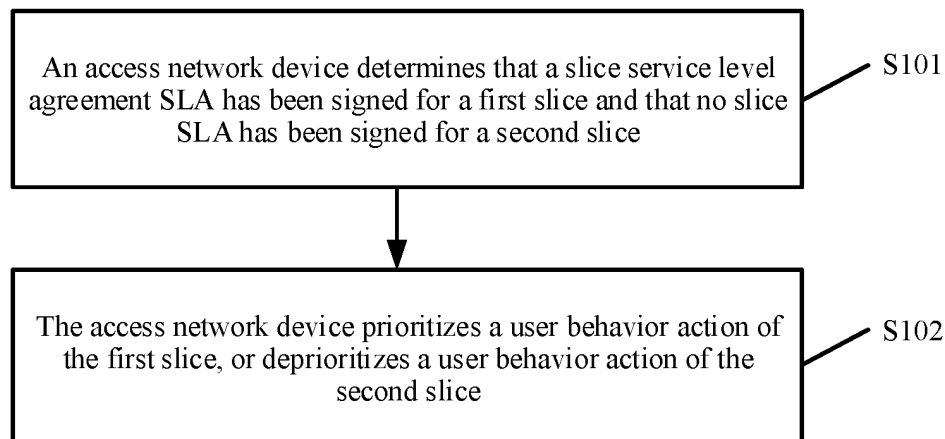 An access network device determines that a slice service level
agreement SLA has been signed for a first slice and that no slice
SLA has been signed for a second slice
S101
The access network device prioritizes a user behavior action of
the first slice, or deprioritizes a user behavior action of the
second slice
S102